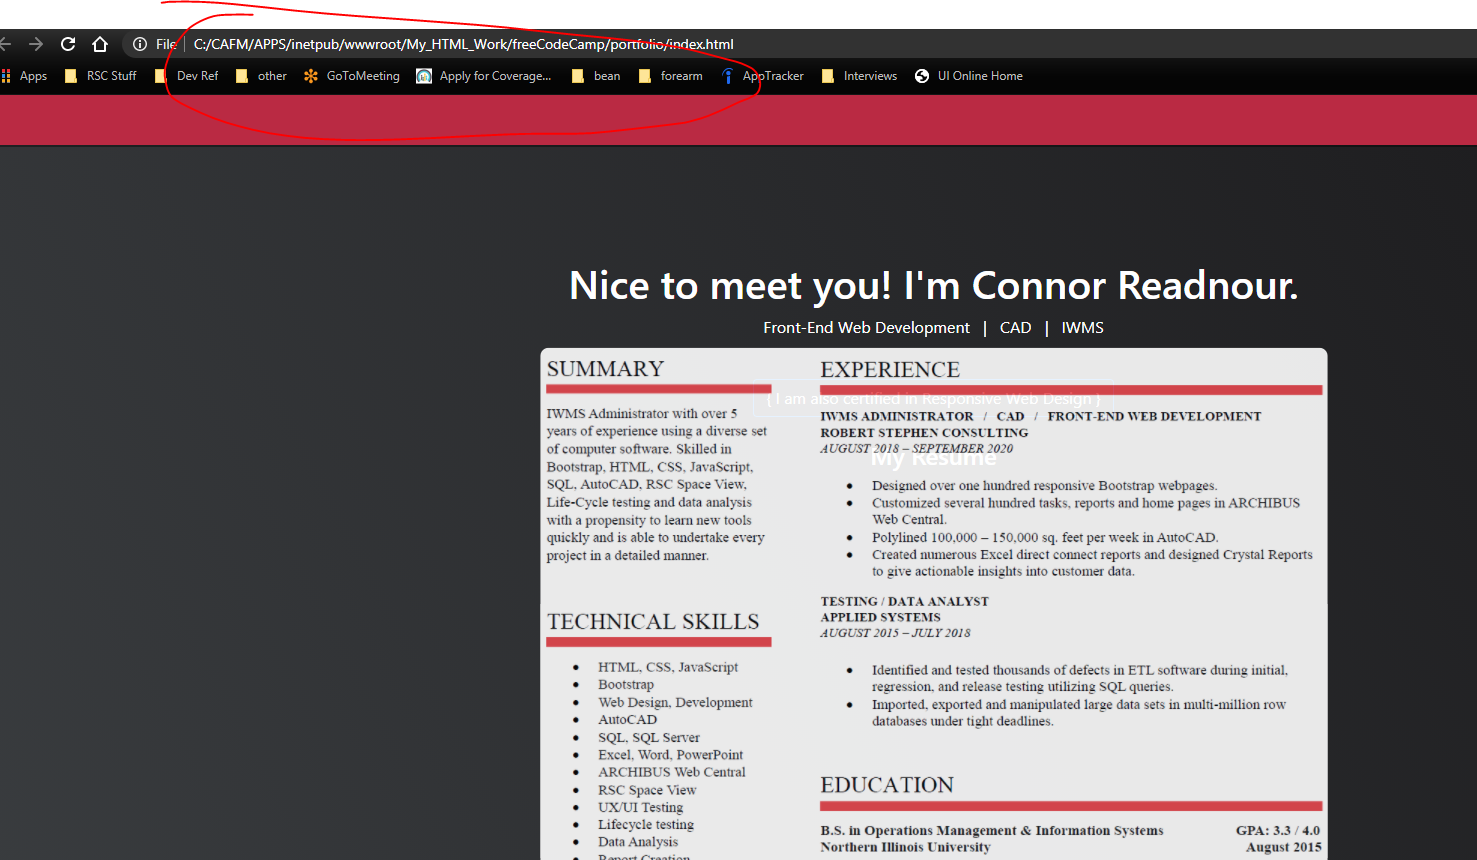 File C:/CAFM/APPS/inetpub/wwwroot/My_HTML_Work/freeCodeCamp/portfolio/index.html
Apps RSC Stuff Dev Ref other GoToMeeting Apply for Coverage... bean forearm AppTracker Interviews UI Online Home
Nice to meet you! I'm Connor Readnour.
Front-End Web Development | CAD | IWMS
{ I am also certified in Responsive Web Design }
My Resume
SUMMARY
IWMS Administrator with over 5
years of experience using a diverse set
of computer software. Skilled in
Bootstrap, HTML, CSS, JavaScript,
SQL, AutoCAD, RSC Space View,
Life-Cycle testing and data analysis
with a propensity to learn new tools
quickly and is able to undertake every
project in a detailed manner.
TECHNICAL SKILLS
• HTML, CSS, JavaScript
• Bootstrap
• Web Design, Development
• AutoCAD
• SQL, SQL Server
• Excel, Word, PowerPoint
• ARCHIBUS Web Central
• RSC Space View
• UX/UI Testing
• Lifecycle testing
• Data Analysis
• Report Creation
EXPERIENCE
IWMS ADMINISTRATOR / CAD / FRONT-END WEB DEVELOPMENT
ROBERT STEPHEN CONSULTING
AUGUST 2018 – SEPTEMBER 2020
• Designed over one hundred responsive Bootstrap webpages.
• Customized several hundred tasks, reports and home pages in ARCHIBUS
Web Central.
• Polylined 100,000 – 150,000 sq. feet per week in AutoCAD.
• Created numerous Excel direct connect reports and designed Crystal Reports
to give actionable insights into customer data.
TESTING / DATA ANALYST
APPLIED SYSTEMS
AUGUST 2015 – JULY 2018
• Identified and tested thousands of defects in ETL software during initial,
regression, and release testing utilizing SQL queries.
• Imported, exported and manipulated large data sets in multi-million row
databases under tight deadlines.
EDUCATION
B.S. in Operations Management & Information Systems GPA: 3.3 / 4.0
Northern Illinois University August 2015